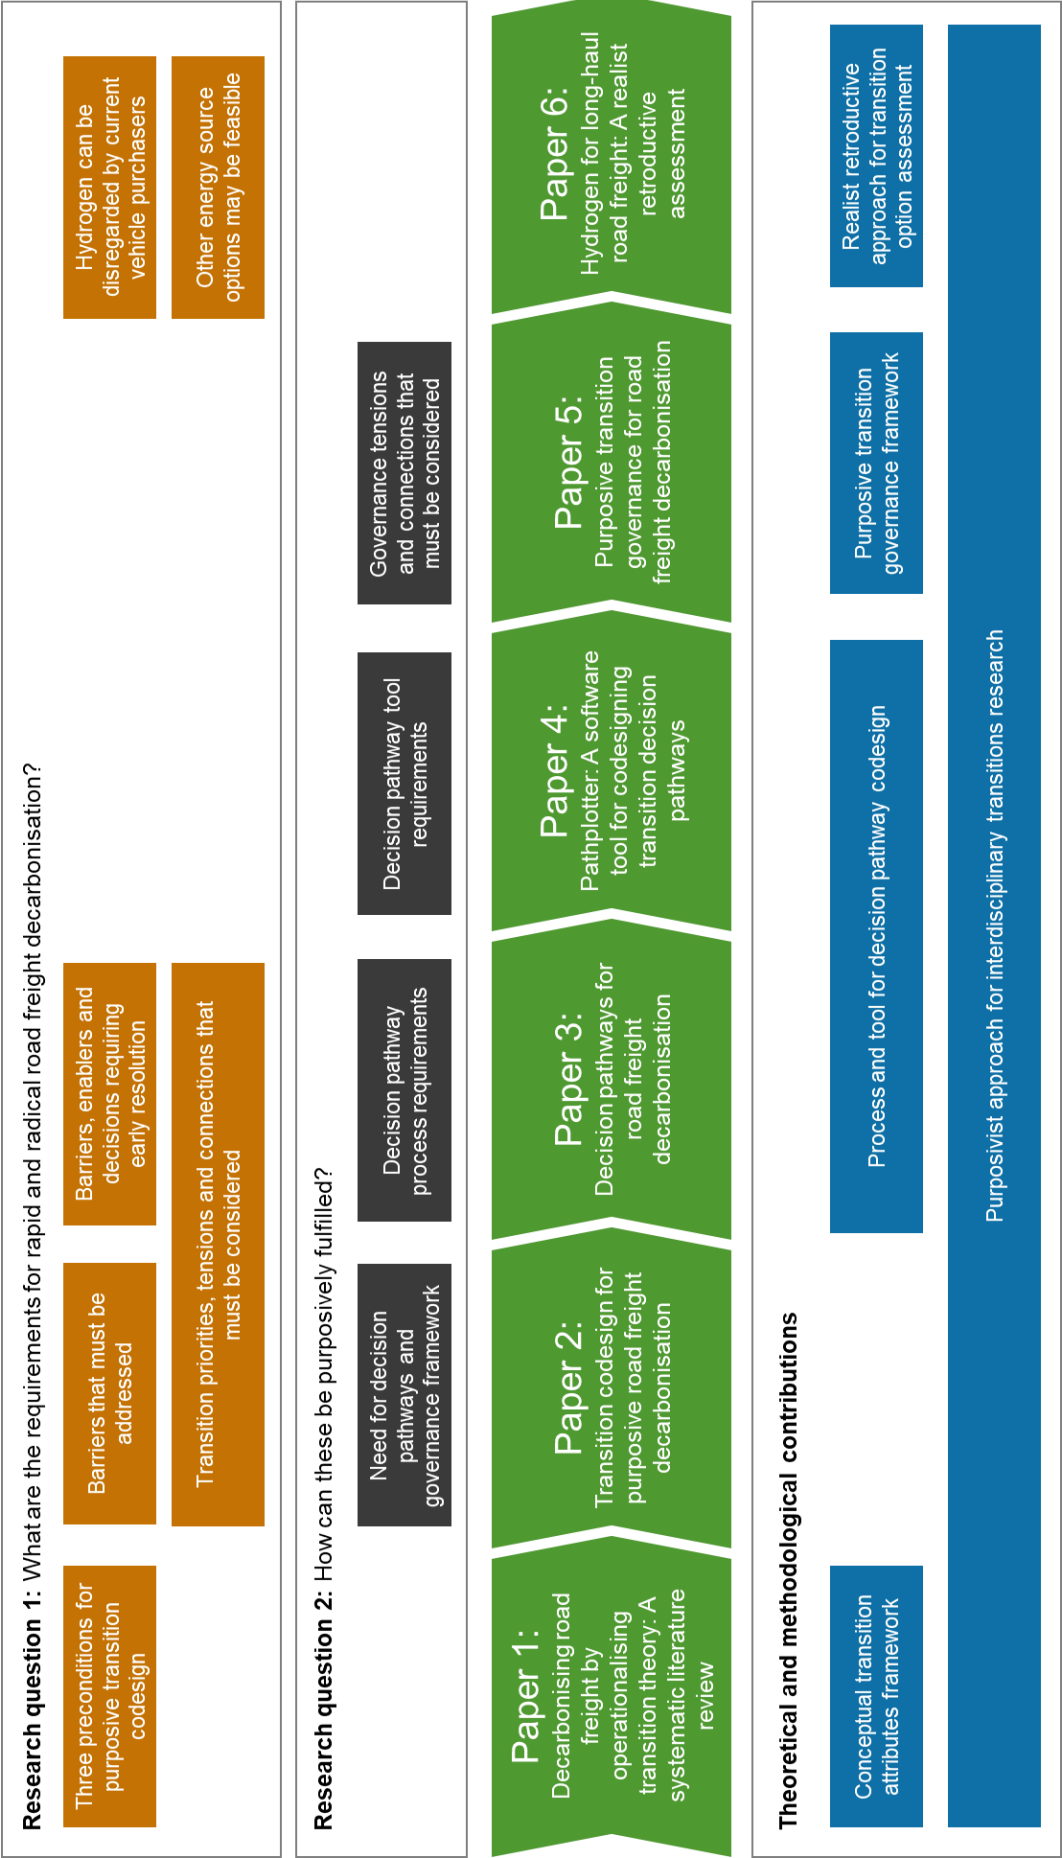 Research question 1: What are the requirements for rapid and radical road freight decarbonisation?
Three preconditions for
purposive transition
codesign
Barriers that must be
addressed
Barriers, enablers and
decisions requiring
early resolution
Hydrogen can be
disregarded by current
vehicle purchasers
Transition priorities, tensions and connections that
must be considered
Other energy source
options may be feasible
Research question 2: How can these be purposively fulfilled?
Need for decision
pathways and
governance framework
Decision pathway
process requirements
Decision pathway tool
requirements
Governance tensions
and connections that
must be considered
Paper 1:
Decarbonising road
freight by
operationalising
transition theory: A
systematic literature
review
Paper 2:
Transition codesign for
purposive road freight
decarbonisation
Paper 3:
Decision pathways for
road freight
decarbonisation
Paper 4:
Pathplotter: A software
tool for codesigning
transition decision
pathways
Paper 5:
Purposive transition
governance for road
freight decarbonisation
Paper 6:
Hydrogen for long-haul
road freight: A realist
retroductive
assessment
Theoretical and methodological contributions
Conceptual transition
attributes framework
Process and tool for decision pathway codesign
Purposive transition
governance framework
Realist retroductive
approach for transition
option assessment
Purposivist approach for interdisciplinary transitions research